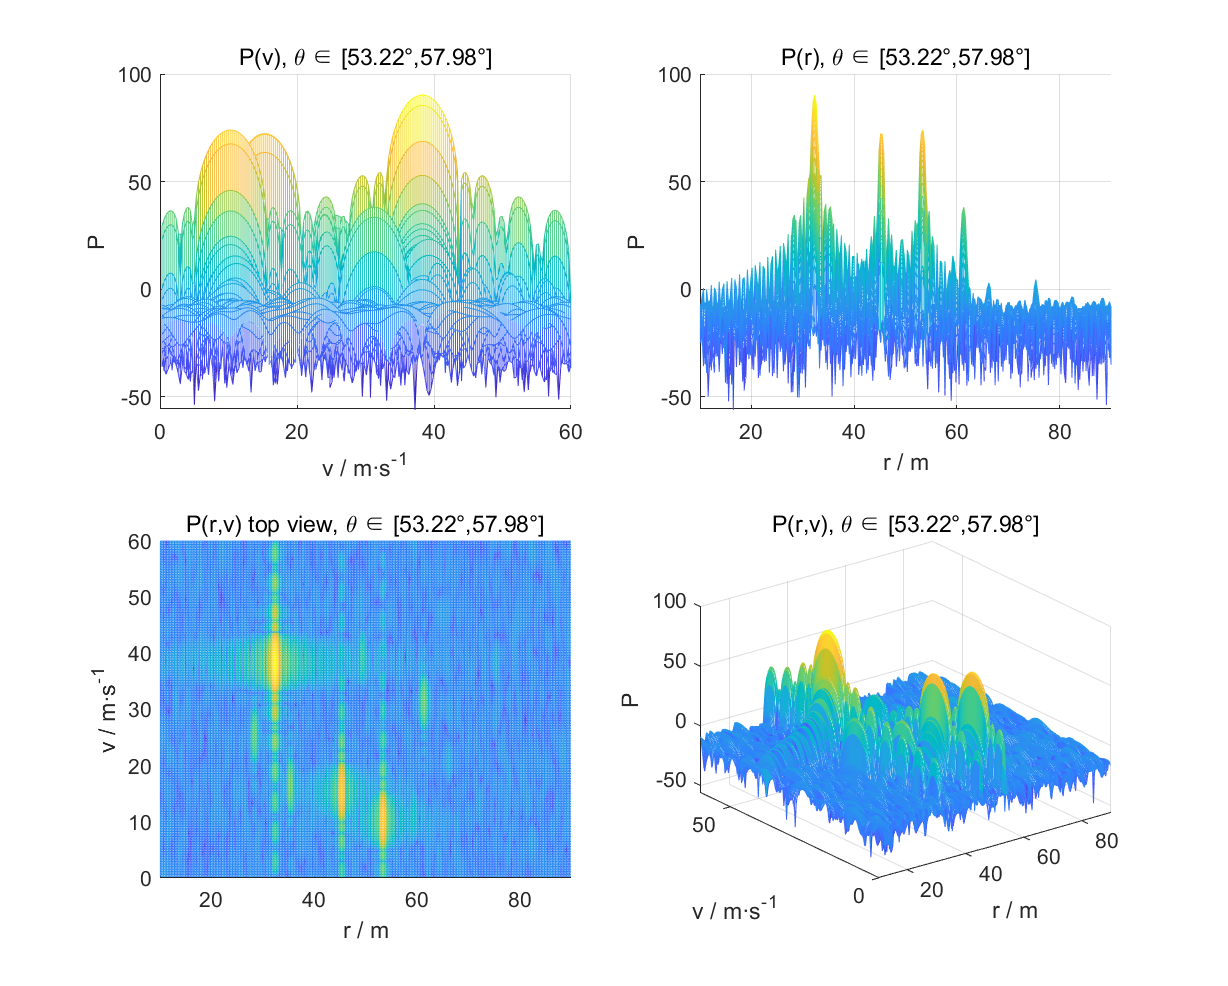 P(v), θ ∈ [53.22°,57.98°]
100
50
0
-50
P
0 20 40 60
v / m·s⁻¹
P(r), θ ∈ [53.22°,57.98°]
100
50
0
-50
P
20 40 60 80
r / m
P(r,v) top view, θ ∈ [53.22°,57.98°]
60
50
40
30
20
10
0
v / m·s⁻¹
20 40 60 80
r / m
P(r,v), θ ∈ [53.22°,57.98°]
100
50
0
-50
P
50
0
v / m·s⁻¹
20 40 60 80
r / m